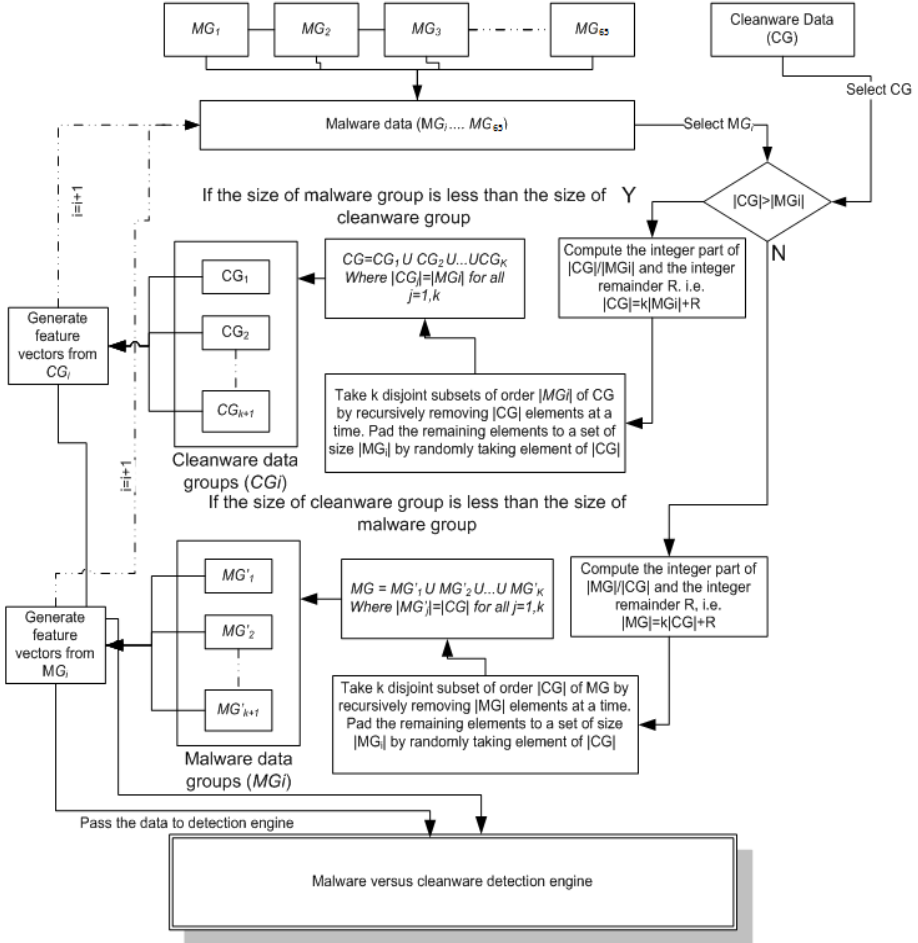 MG1
MG2
MG3
MG65
Cleanware Data
(CG)
Select CG
Malware data (MGi.... MG65)
Select MGi
|CG|>|MGi|
i=i+1
If the size of malware group is less than the size of
cleanware group
Y
N
CG1
CG2
CGk+1
CG=CG1 U CG2 U...UCGK
Where |CGj|=|MGi| for all
j=1,k
Compute the integer part of
|CG|/|MGi| and the integer
remainder R. i.e.
|CG|=k|MGi|+R
Generate
feature
vectors from
CGi
Take k disjoint subsets of order |MGi| of CG
by recursively removing |CG| elements at a
time. Pad the remaining elements to a set of
size |MGi| by randomly taking element of |CG|
Cleanware data
groups (CGi)
i=i+1
If the size of cleanware group is less than the size of
malware group
MG'1
MG'2
MG'k+1
MG = MG'1 U MG'2 U...U MG'K
Where |MG'j|=|CG| for all j=1,k
Compute the integer part of
|MG|/|CG| and the integer
remainder R, i.e.
|MG|=k|CG|+R
Generate
feature
vectors from
MGi
Take k disjoint subset of order |CG| of MG by
recursively removing |MG| elements at a time.
Pad the remaining elements to a set of size
|MGi| by randomly taking element of |CG|
Malware data
groups (MGi)
Pass the data to detection engine
Malware versus cleanware detection engine